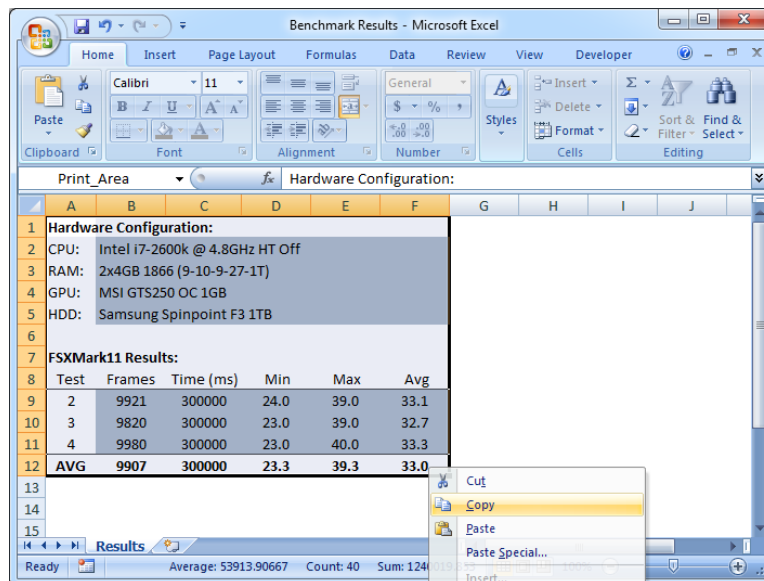 Benchmark Results - Microsoft Excel
Home Insert Page Layout Formulas Data Review View Developer
Paste Calibri 11 General Styles Insert Delete Format Sort & Filter Find & Select
B I U A A $ % ,
Clipboard Font Alignment Number Cells Editing
Print_Area fx Hardware Configuration:
A B C D E F G H I J
1 Hardware Configuration:
2 CPU: Intel i7-2600k @ 4.8GHz HT Off
3 RAM: 2x4GB 1866 (9-10-9-27-1T)
4 GPU: MSI GTS250 OC 1GB
5 HDD: Samsung Spinpoint F3 1TB
6
7 FSXMark11 Results:
8 Test Frames Time (ms) Min Max Avg
9 2 9921 300000 24.0 39.0 33.1
10 3 9820 300000 23.0 39.0 32.7
11 4 9980 300000 23.0 40.0 33.3
12 AVG 9907 300000 23.3 39.3 33.0
13
14
15
Cut
Copy
Paste
Paste Special...
Insert...
Results
Ready Average: 53913.90667 Count: 40 Sum: 100%